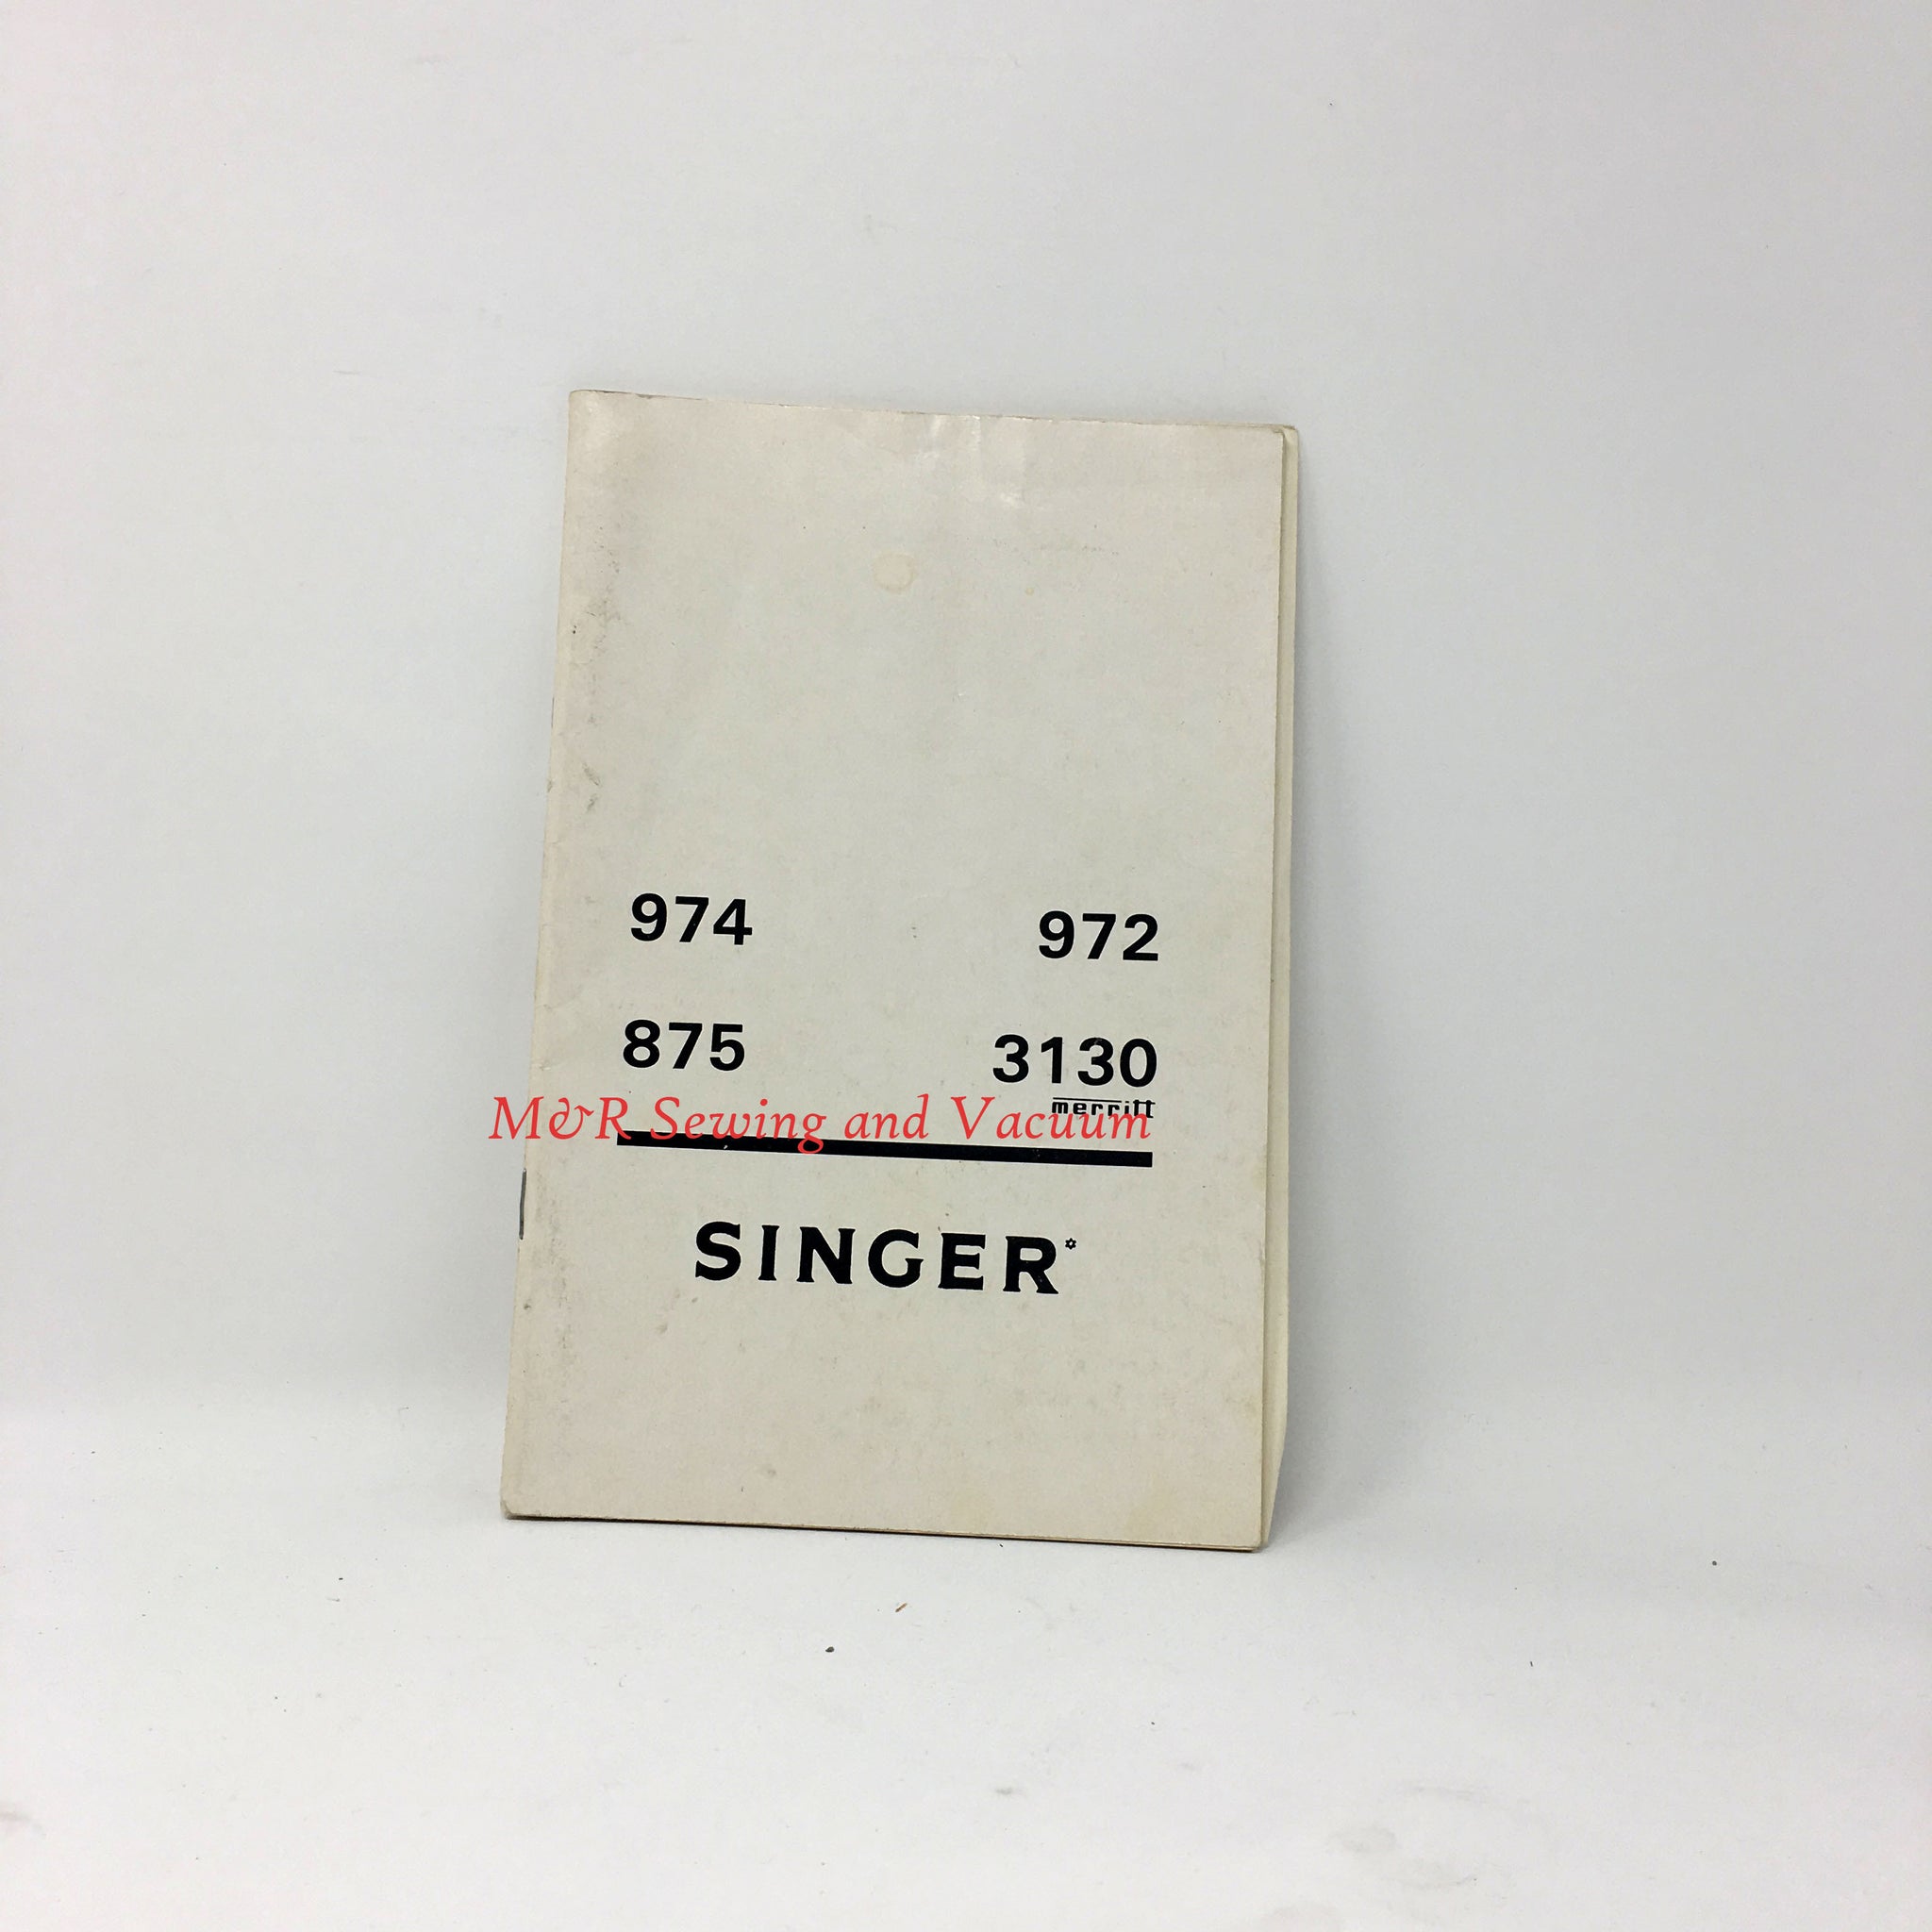 974 972
875 3130
merritt
M&R Sewing and Vacuum
SINGER*